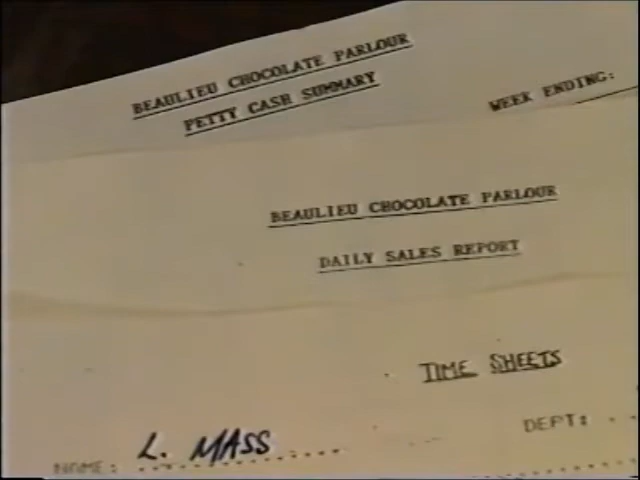 BEAULIEU CHOCOLATE PARLOUR
PETTY CASH SUMMARY
WEEK ENDING:
BEAULIEU CHOCOLATE PARLOUR
DAILY SALES REPORT
TIME SHEETS
DEPT:
NAME: L. MASS